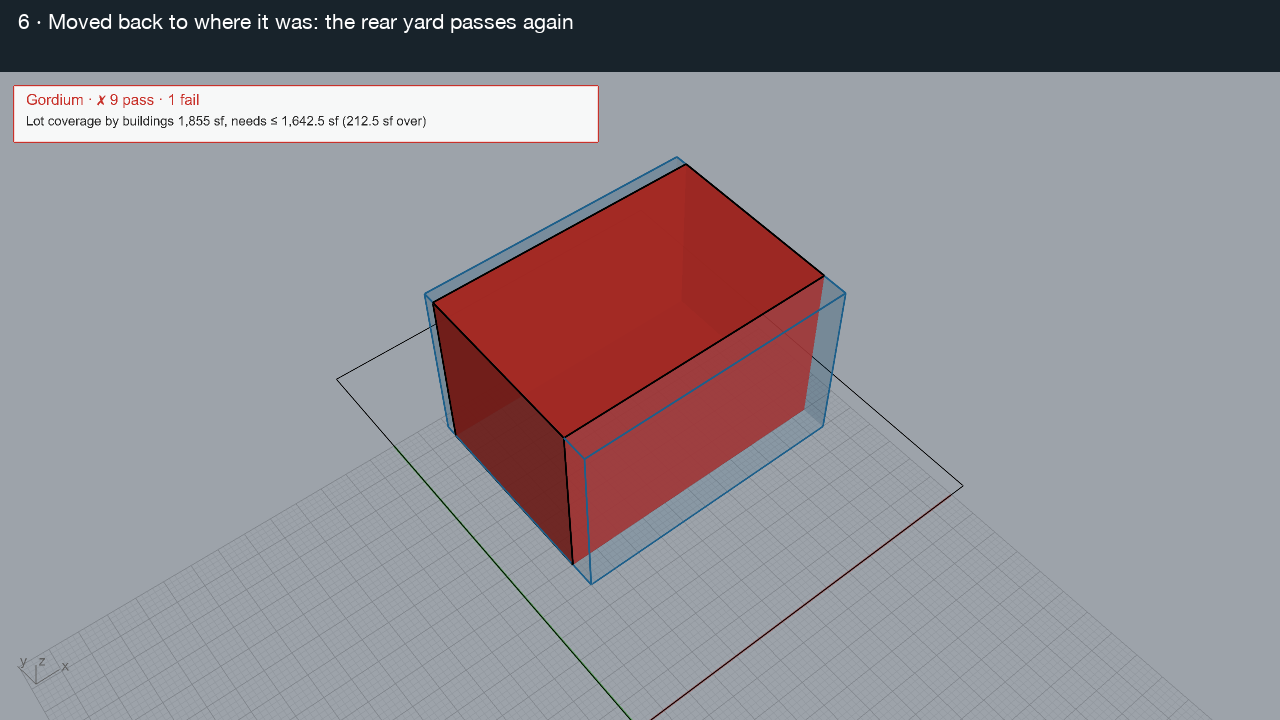 6 · Moved back to where it was: the rear yard passes again
Gordium · ✗ 9 pass · 1 fail
Lot coverage by buildings 1,855 sf, needs ≤ 1,642.5 sf (212.5 sf over)
y z x